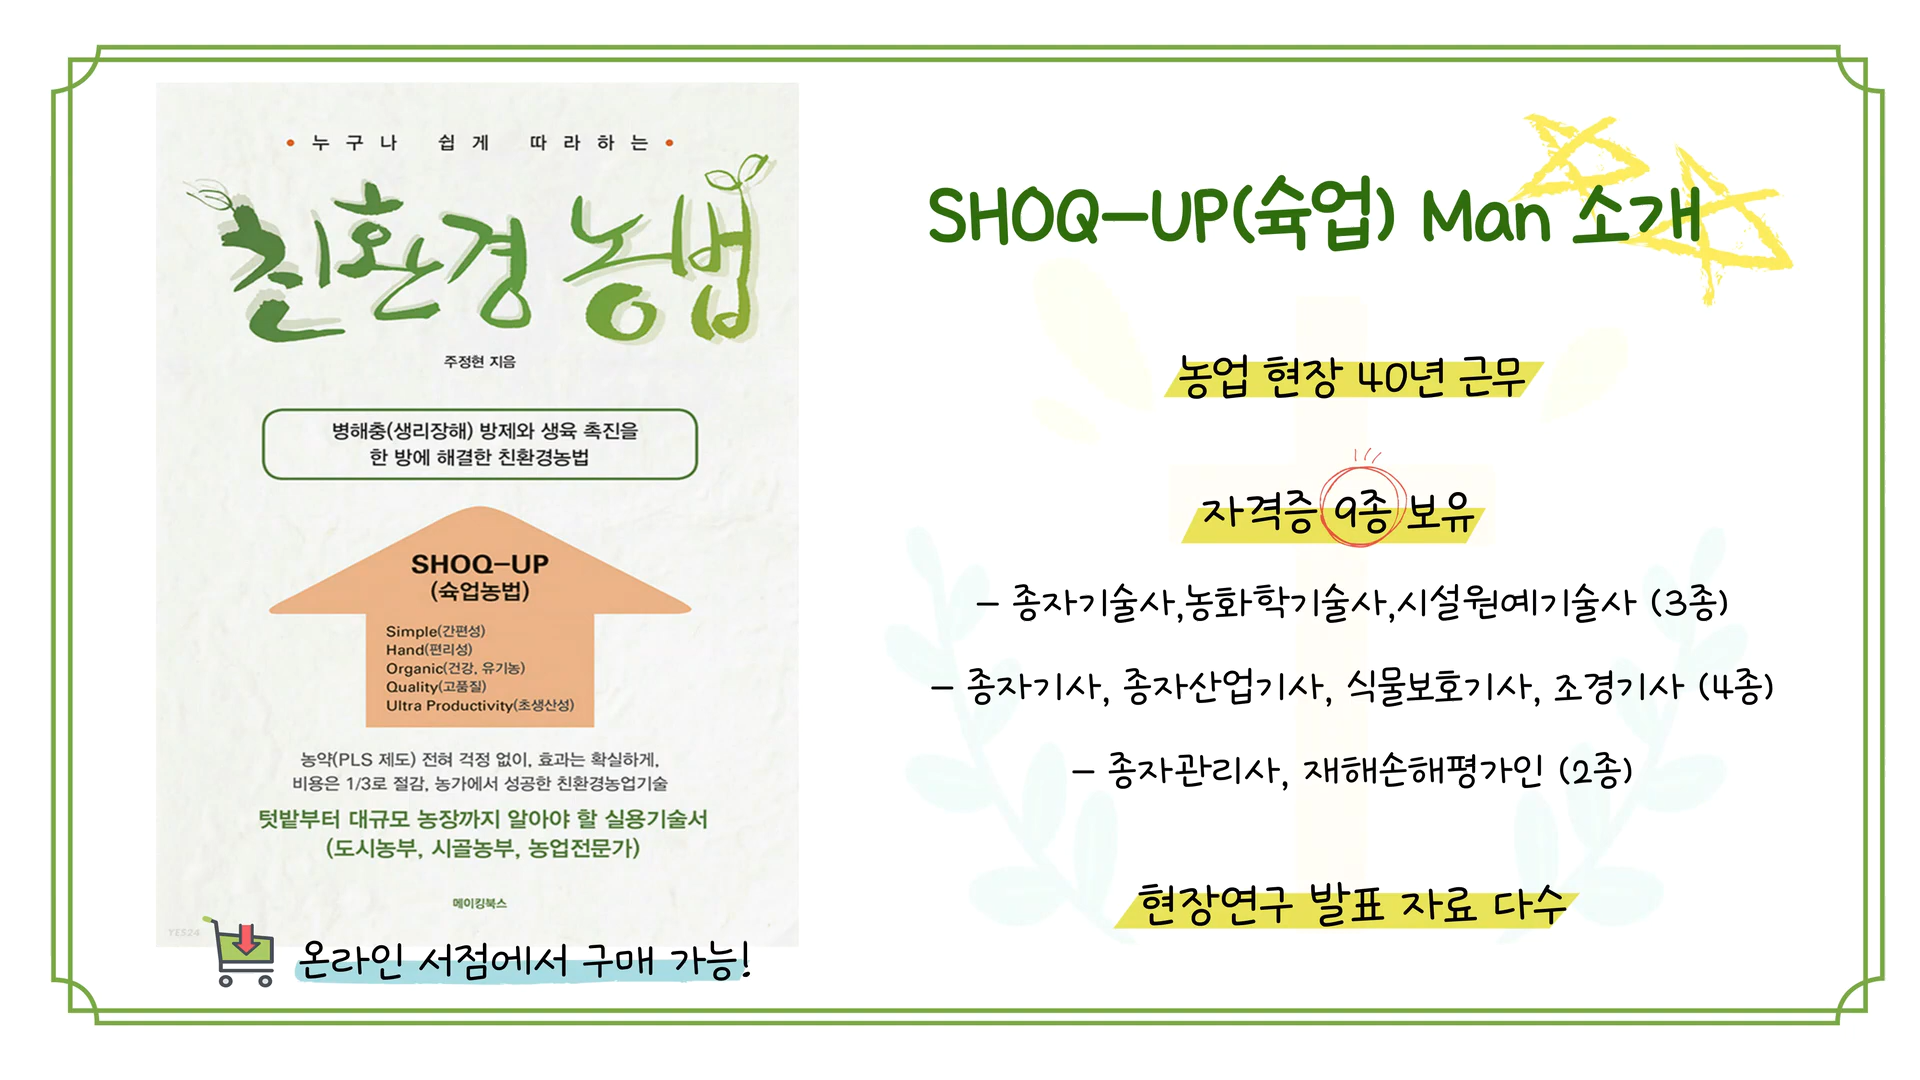 • 누구나 쉽게 따라하는 •
친환경 농법
주정현 지음
병해충(생리장해) 방제와 생육 촉진을
한 방에 해결한 친환경농법
SHOQ-UP
(슉업농법)
Simple(간편성)
Hand(편리성)
Organic(건강, 유기농)
Quality(고품질)
Ultra Productivity(초생산성)
농약(PLS 제도) 전혀 걱정 없이, 효과는 확실하게,
비용은 1/3로 절감, 농가에서 성공한 친환경농업기술
텃밭부터 대규모 농장까지 알아야 할 실용기술서
(도시농부, 시골농부, 농업전문가)
메이킹북스
YES24
온라인 서점에서 구매 가능!
SHOQ-UP(슉업) Man 소개
농업 현장 40년 근무
자격증 9종 보유
- 종자기술사,농화학기술사,시설원예기술사 (3종)
- 종자기사, 종자산업기사, 식물보호기사, 조경기사 (4종)
- 종자관리사, 재해손해평가인 (2종)
현장연구 발표 자료 다수